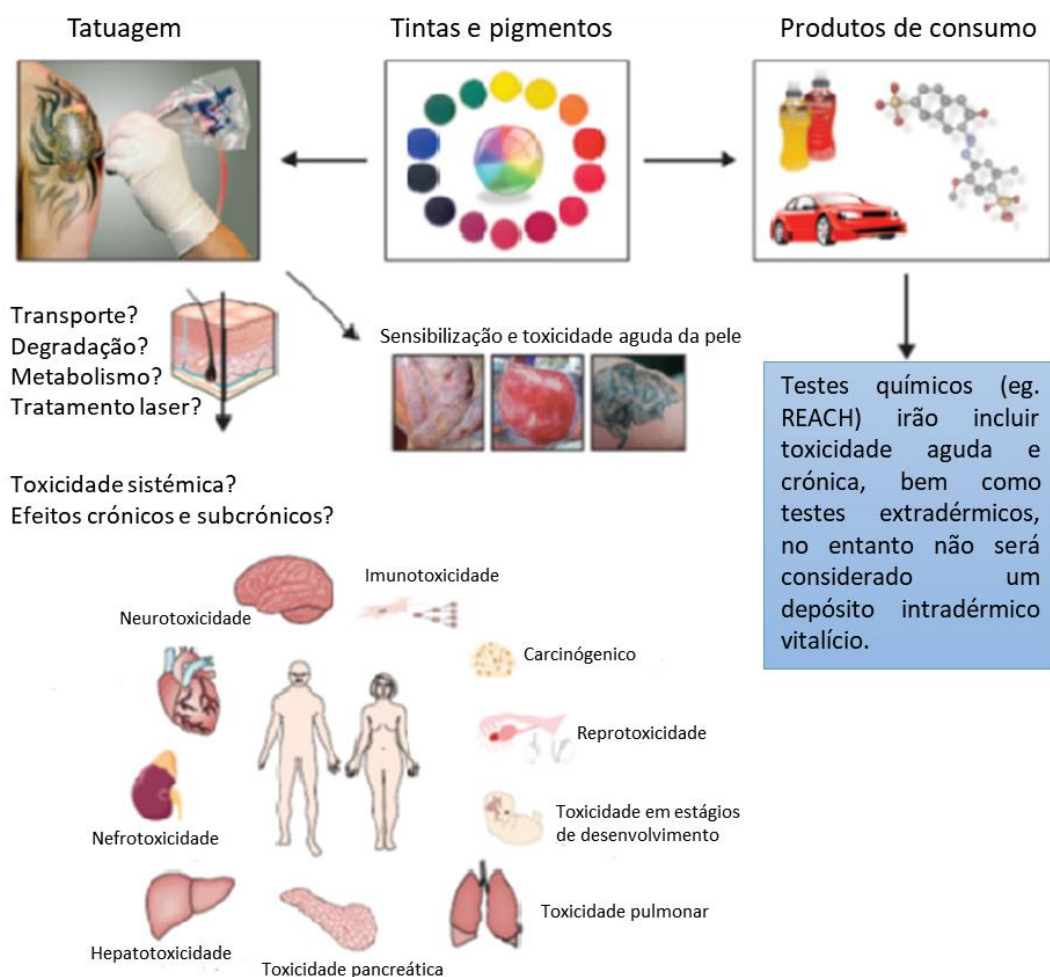 Tatuagem
Tintas e pigmentos
Produtos de consumo
Transporte?
Degradação?
Metabolismo?
Tratamento laser?
Sensibilização e toxicidade aguda da pele
Testes químicos (eg.
REACH) irão incluir
toxicidade aguda e
crónica, bem como
testes extradérmicos,
no entanto não será
considerado um
depósito intradérmico
vitalício.
Toxicidade sistémica?
Efeitos crónicos e subcrónicos?
Imunotoxicidade
Neurotoxicidade
Carcinógenico
Reprotoxicidade
Toxicidade em estágios
de desenvolvimento
Nefrotoxicidade
Toxicidade pulmonar
Hepatotoxicidade
Toxicidade pancreática